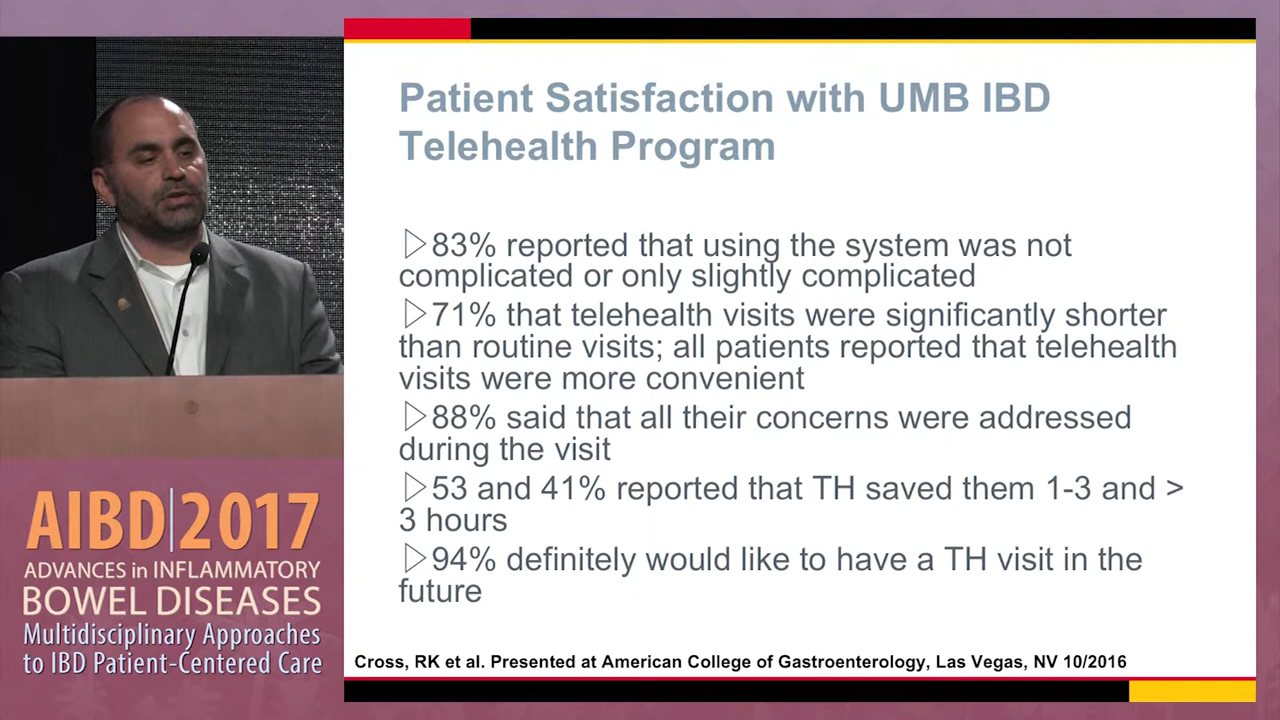 Patient Satisfaction with UMB IBD
Telehealth Program
▷83% reported that using the system was not
complicated or only slightly complicated
▷71% that telehealth visits were significantly shorter
than routine visits; all patients reported that telehealth
visits were more convenient
▷88% said that all their concerns were addressed
during the visit
▷53 and 41% reported that TH saved them 1-3 and >
3 hours
▷94% definitely would like to have a TH visit in the
future
Cross, RK et al. Presented at American College of Gastroenterology, Las Vegas, NV 10/2016
AIBD|2017
ADVANCES in INFLAMMATORY
BOWEL DISEASES
Multidisciplinary Approaches
to IBD Patient-Centered Care